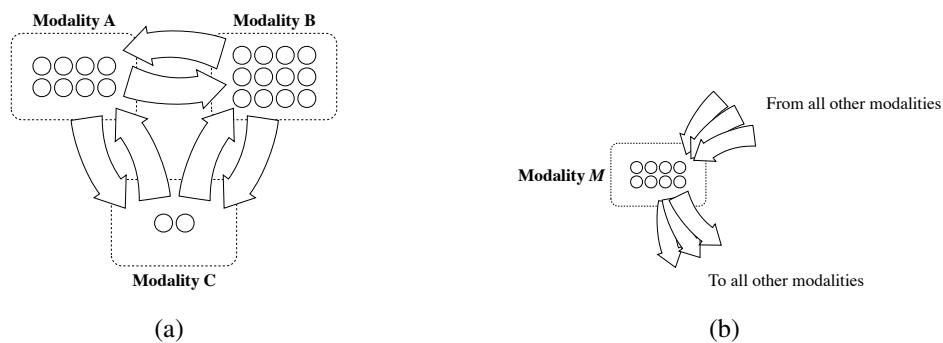 Modality A
Modality B
Modality C
(a)
From all other modalities
Modality M
To all other modalities
(b)